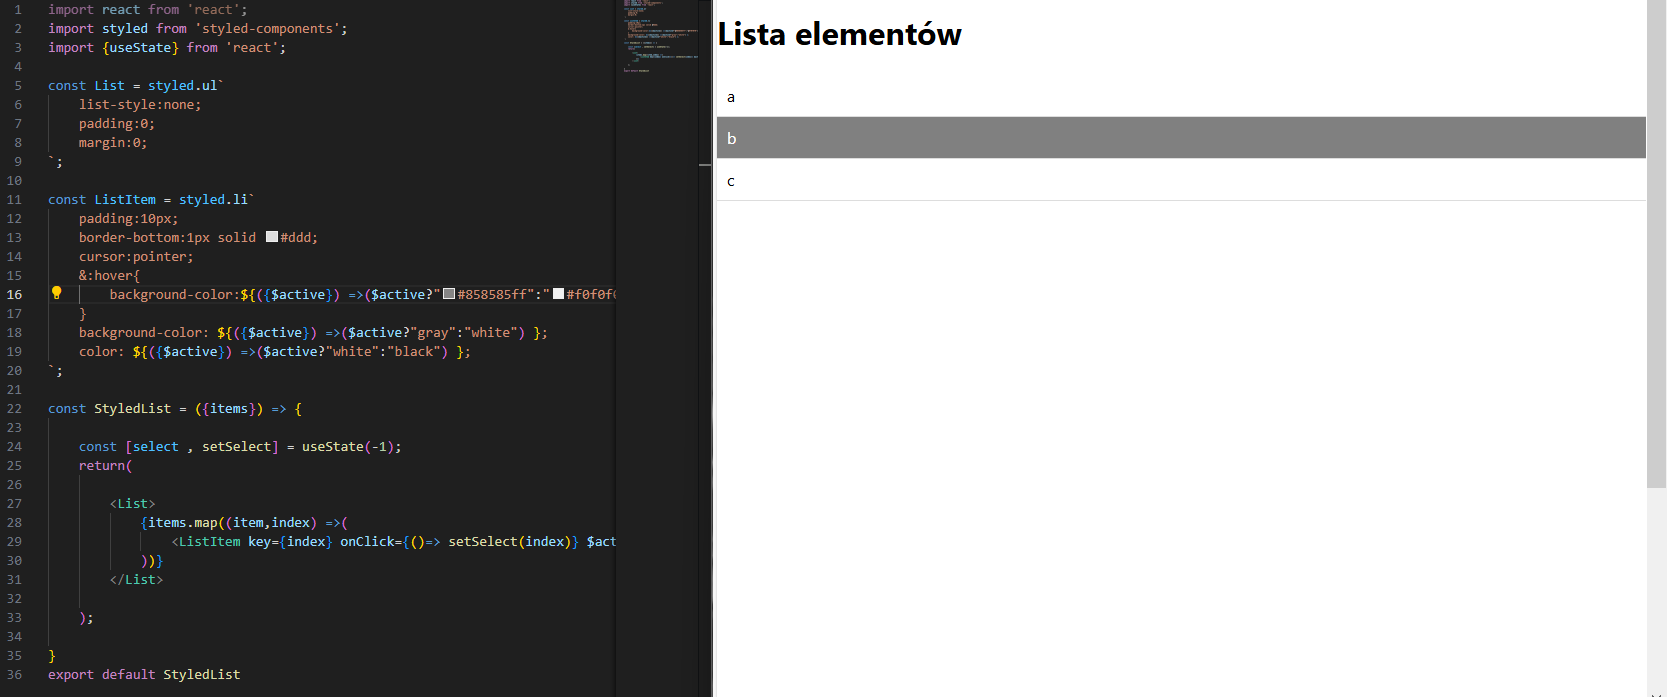 1 import react from 'react';
2 import styled from 'styled-components';
3 import {useState} from 'react';
4
5 const List = styled.ul`
6 list-style:none;
7 padding:0;
8 margin:0;
9 `;
10
11 const ListItem = styled.li`
12 padding:10px;
13 border-bottom:1px solid #ddd;
14 cursor:pointer;
15 &:hover{
16 background-color:${({$active}) =>($active?"#858585ff":"#f0f0f
17 }
18 background-color: ${({$active}) =>($active?"gray":"white") };
19 color: ${({$active}) =>($active?"white":"black") };
20 `;
21
22 const StyledList = ({items}) => {
23
24 const [select , setSelect] = useState(-1);
25 return(
26
27 <List>
28 {items.map((item,index) =>(
29 <ListItem key={index} onClick={()=> setSelect(index)} $act
30 ))}
31 </List>
32
33 );
34
35 }
36 export default StyledList
Lista elementów
a
b
c